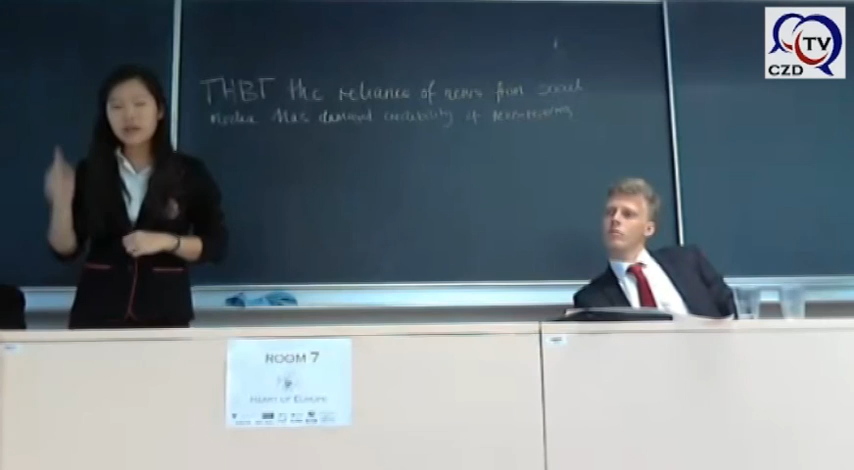 TV
CZD
THBT the reliance of news from social
media has damaged credibility of
ROOM 7
HEART OF EUROPE